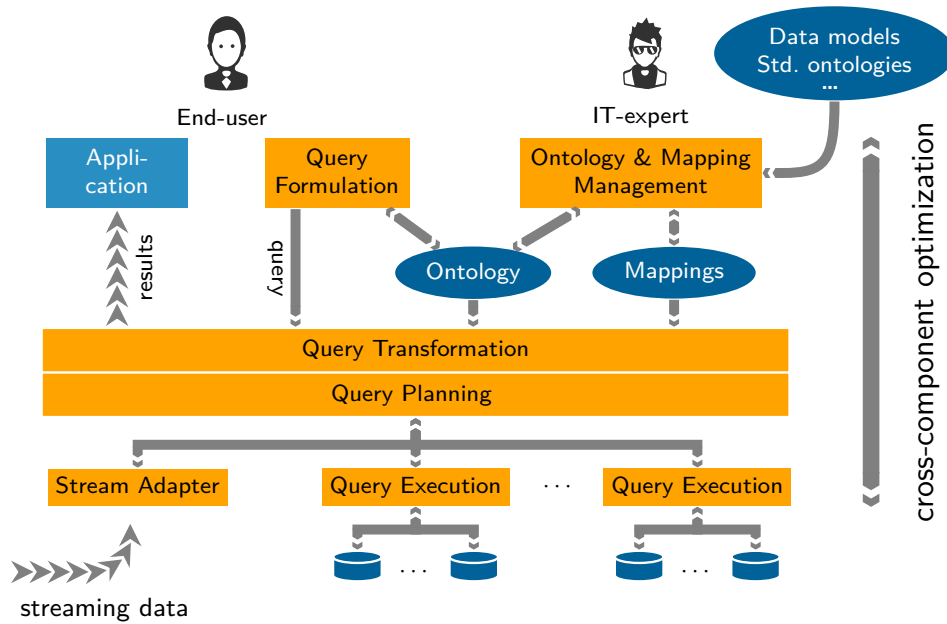 Data models
Std. ontologies
...
End-user
IT-expert
Appli-
cation
Query
Formulation
Ontology & Mapping
Management
results
query
Ontology
Mappings
cross-component optimization
Query Transformation
Query Planning
Stream Adapter
Query Execution
...
Query Execution
...
...
streaming data